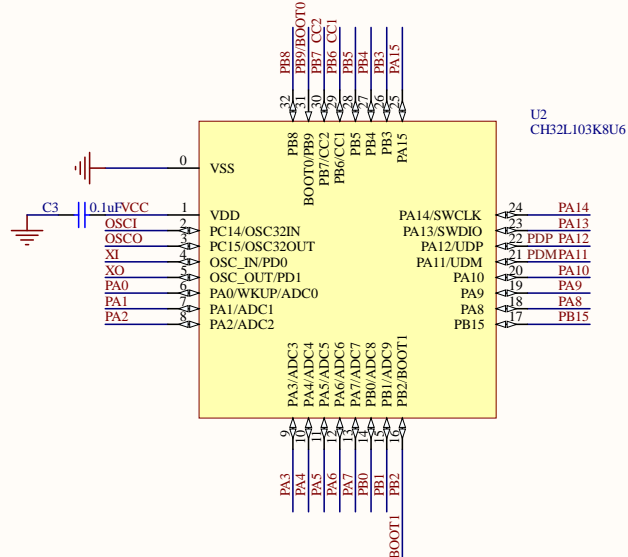 PB8
PB9/BOOT0
PB7 CC2
PB6 CC1
PB5
PB4
PB3
PA15
32
31
30
29
28
27
26
25
PB8
BOOT0/PB9
PB7/CC2
PB6/CC1
PB5
PB4
PB3
PA15
U2
CH32L103K8U6
0 VSS
C3 0.1uF VCC 1 VDD
OSCI 2 PC14/OSC32IN
OSCO 3 PC15/OSC32OUT
XI 4 OSC_IN/PD0
XO 5 OSC_OUT/PD1
PA0 6 PA0/WKUP/ADC0
PA1 7 PA1/ADC1
PA2 8 PA2/ADC2
PA14/SWCLK 24 PA14
PA13/SWDIO 23 PA13
PA12/UDP 22 PDP PA12
PA11/UDM 21 PDM PA11
PA10 20 PA10
PA9 19 PA9
PA8 18 PA8
PB15 17 PB15
PA3/ADC3
PA4/ADC4
PA5/ADC5
PA6/ADC6
PA7/ADC7
PB0/ADC8
PB1/ADC9
PB2/BOOT1
9
10
11
12
13
14
15
16
PA3
PA4
PA5
PA6
PA7
PB0
PB1
PB2
BOOT1